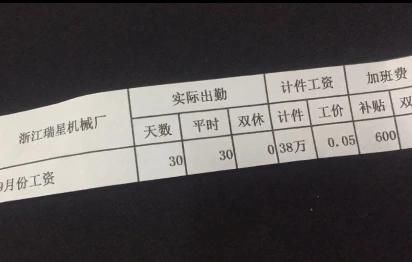 浙江瑞星机械厂 实际出勤 计件工资 加班费
天数 平时 双休 计件 工价 补贴
9月份工资 30 30 0 38万 0.05 600